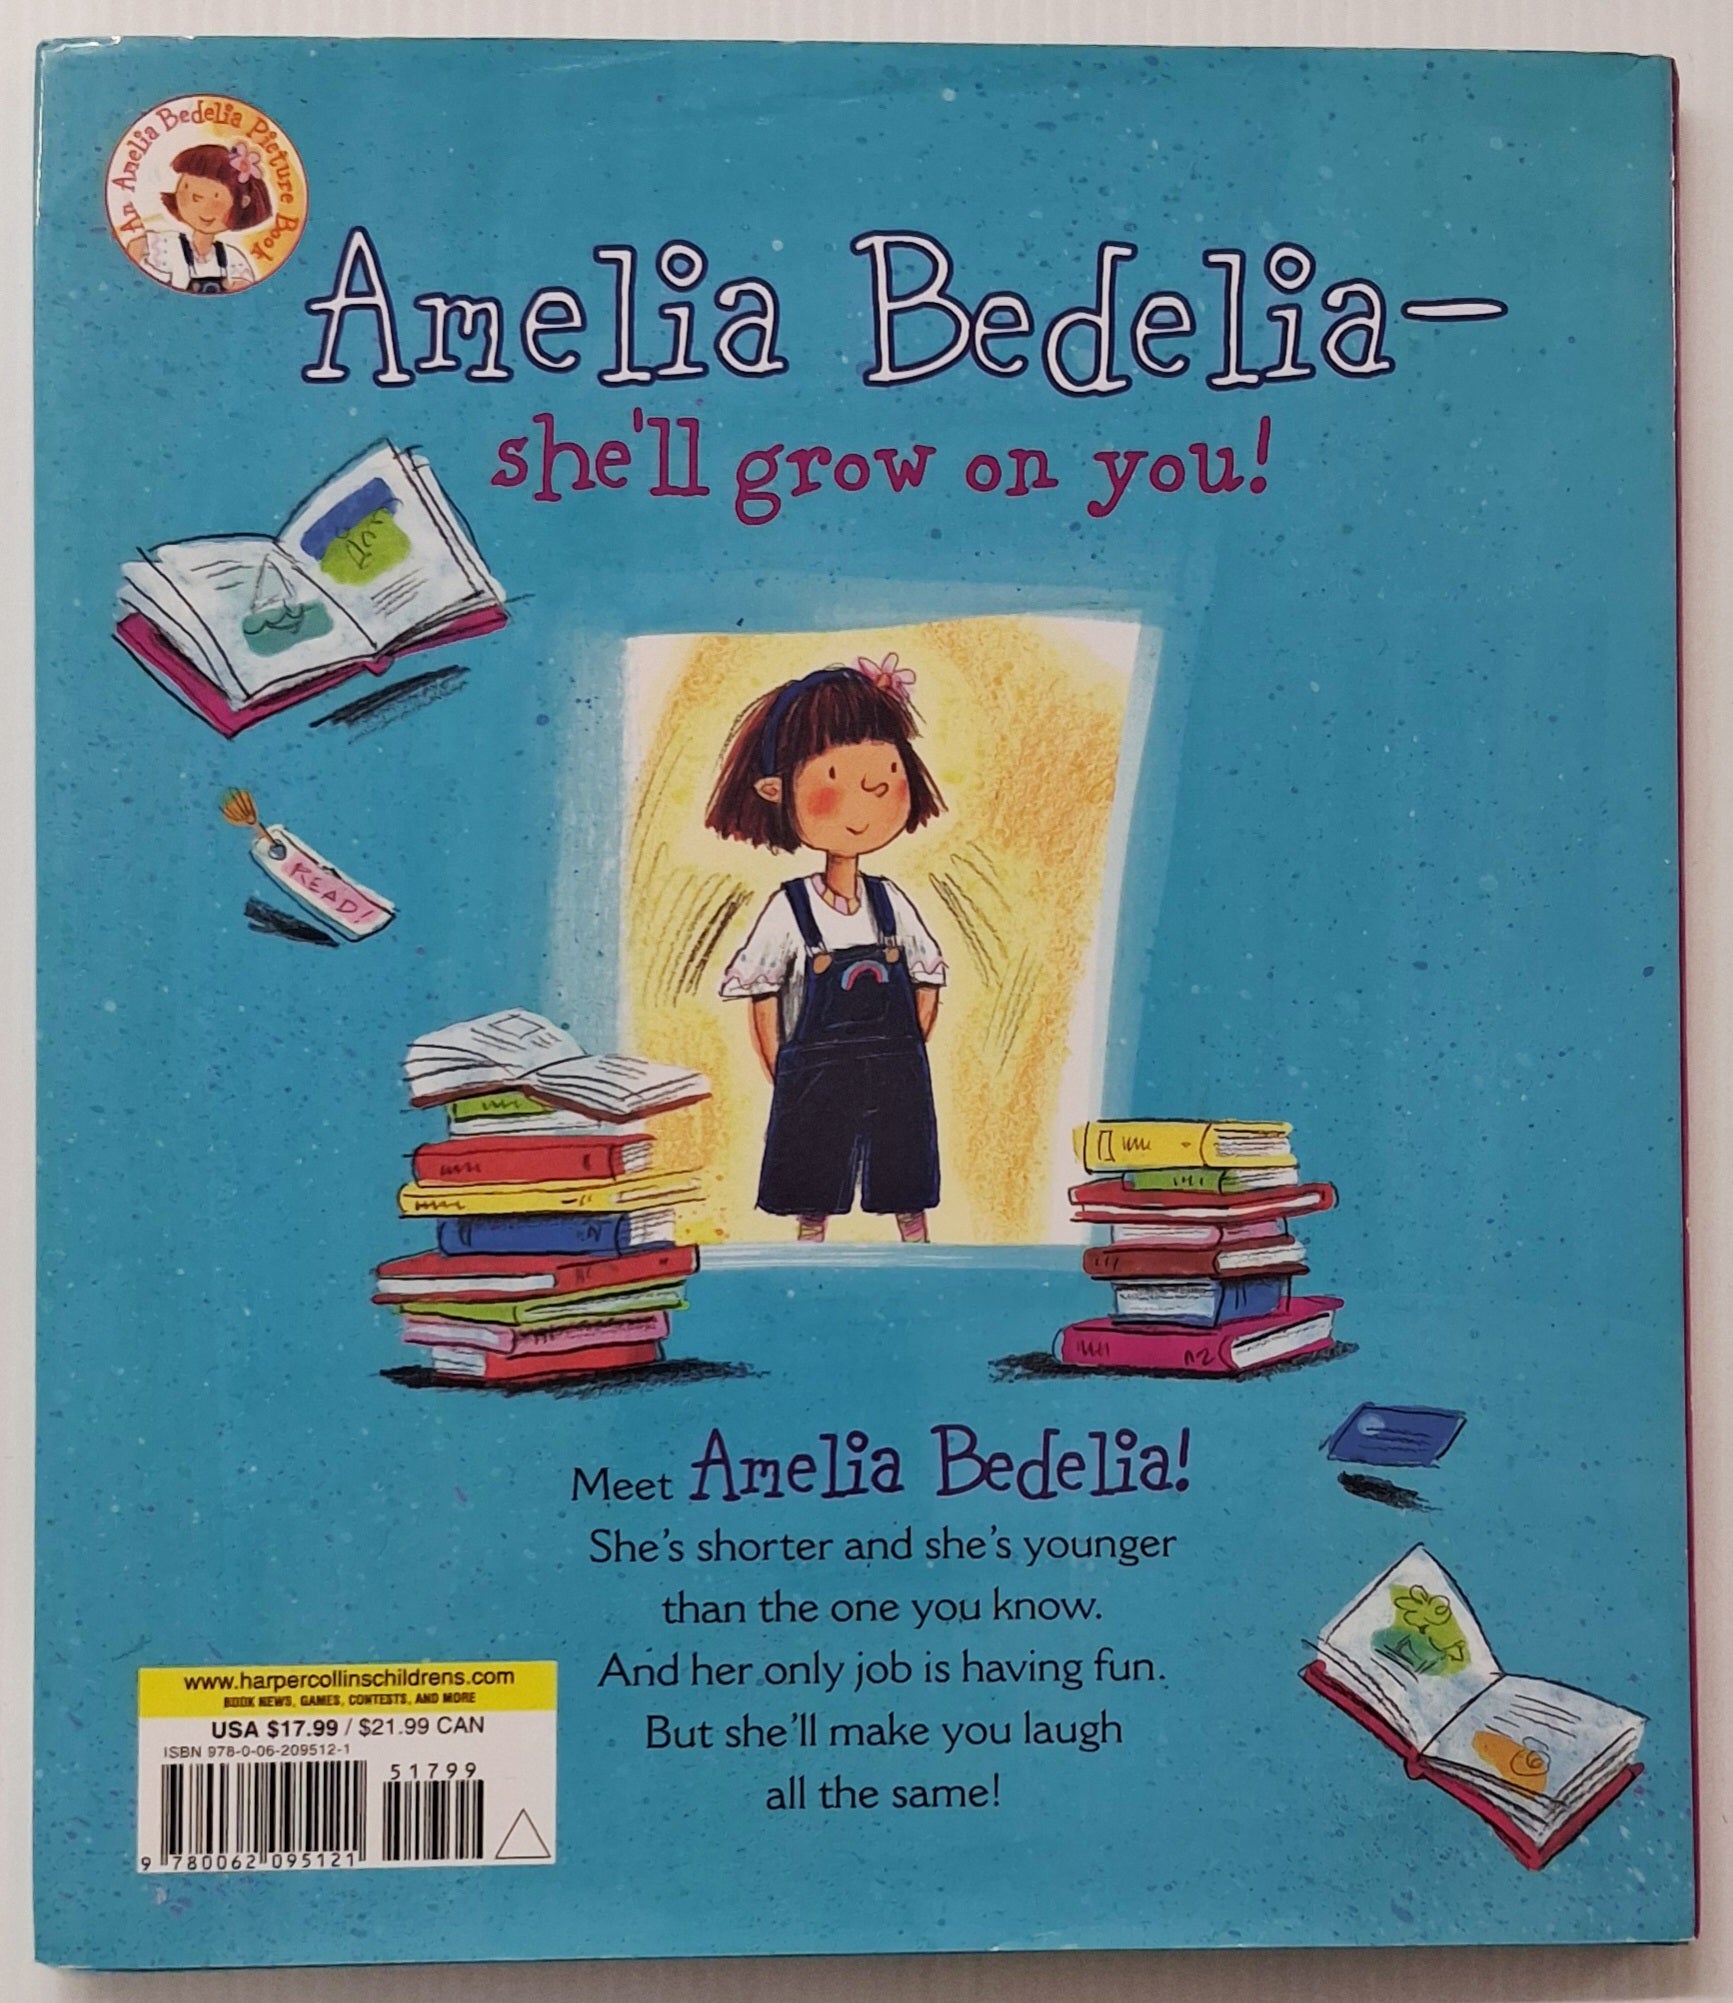 An Amelia Bedelia Picture Book
Amelia Bedelia—
she'll grow on you!
READ!
Meet Amelia Bedelia!
She's shorter and she's younger
than the one you know.
And her only job is having fun.
But she'll make you laugh
all the same!
www.harpercollinschildrens.com
BOOK NEWS, GAMES, CONTESTS, AND MORE
USA $17.99 / $21.99 CAN
ISBN 978-0-06-209512-1
51799
9 780062 095121